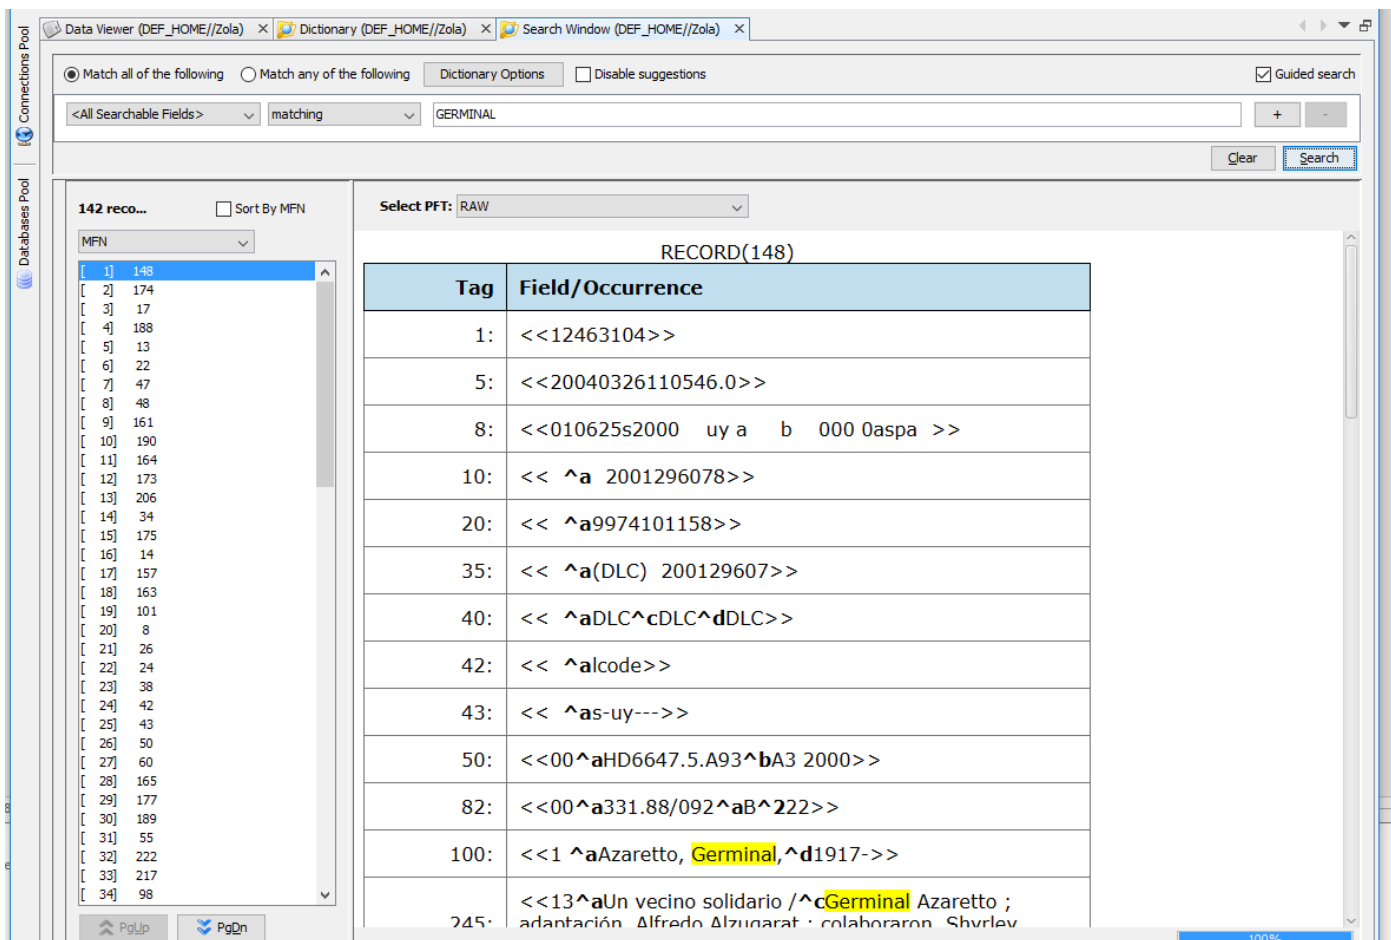 Connections Pool
Databases Pool
Data Viewer (DEF_HOME//Zola) X Dictionary (DEF_HOME//Zola) X Search Window (DEF_HOME//Zola) X
Match all of the following Match any of the following Dictionary Options Disable suggestions Guided search
<All Searchable Fields> matching GERMINAL + -
Clear Search
142 reco... Sort By MFN
MFN
[ 1] 148
[ 2] 174
[ 3] 17
[ 4] 188
[ 5] 13
[ 6] 22
[ 7] 47
[ 8] 48
[ 9] 161
[ 10] 190
[ 11] 164
[ 12] 173
[ 13] 206
[ 14] 34
[ 15] 175
[ 16] 14
[ 17] 157
[ 18] 163
[ 19] 101
[ 20] 8
[ 21] 26
[ 22] 24
[ 23] 38
[ 24] 42
[ 25] 43
[ 26] 50
[ 27] 60
[ 28] 165
[ 29] 177
[ 30] 189
[ 31] 55
[ 32] 222
[ 33] 217
[ 34] 98
PgUp PgDn
Select PFT: RAW
RECORD(148)
Tag Field/Occurrence
1: <<12463104>>
5: <<20040326110546.0>>
8: <<010625s2000 uy a b 000 0aspa >>
10: << ^a 2001296078>>
20: << ^a9974101158>>
35: << ^a(DLC) 200129607>>
40: << ^aDLC^cDLC^dDLC>>
42: << ^alcode>>
43: << ^as-uy--->>
50: <<00^aHD6647.5.A93^bA3 2000>>
82: <<00^a331.88/092^aB^222>>
100: <<1 ^aAzaretto, Germinal,^d1917->>
<<13^aUn vecino solidario /^cGerminal Azaretto ;
245: adaptación, Alfredo Alzugarat ; colaboraron, Shyrley
100%